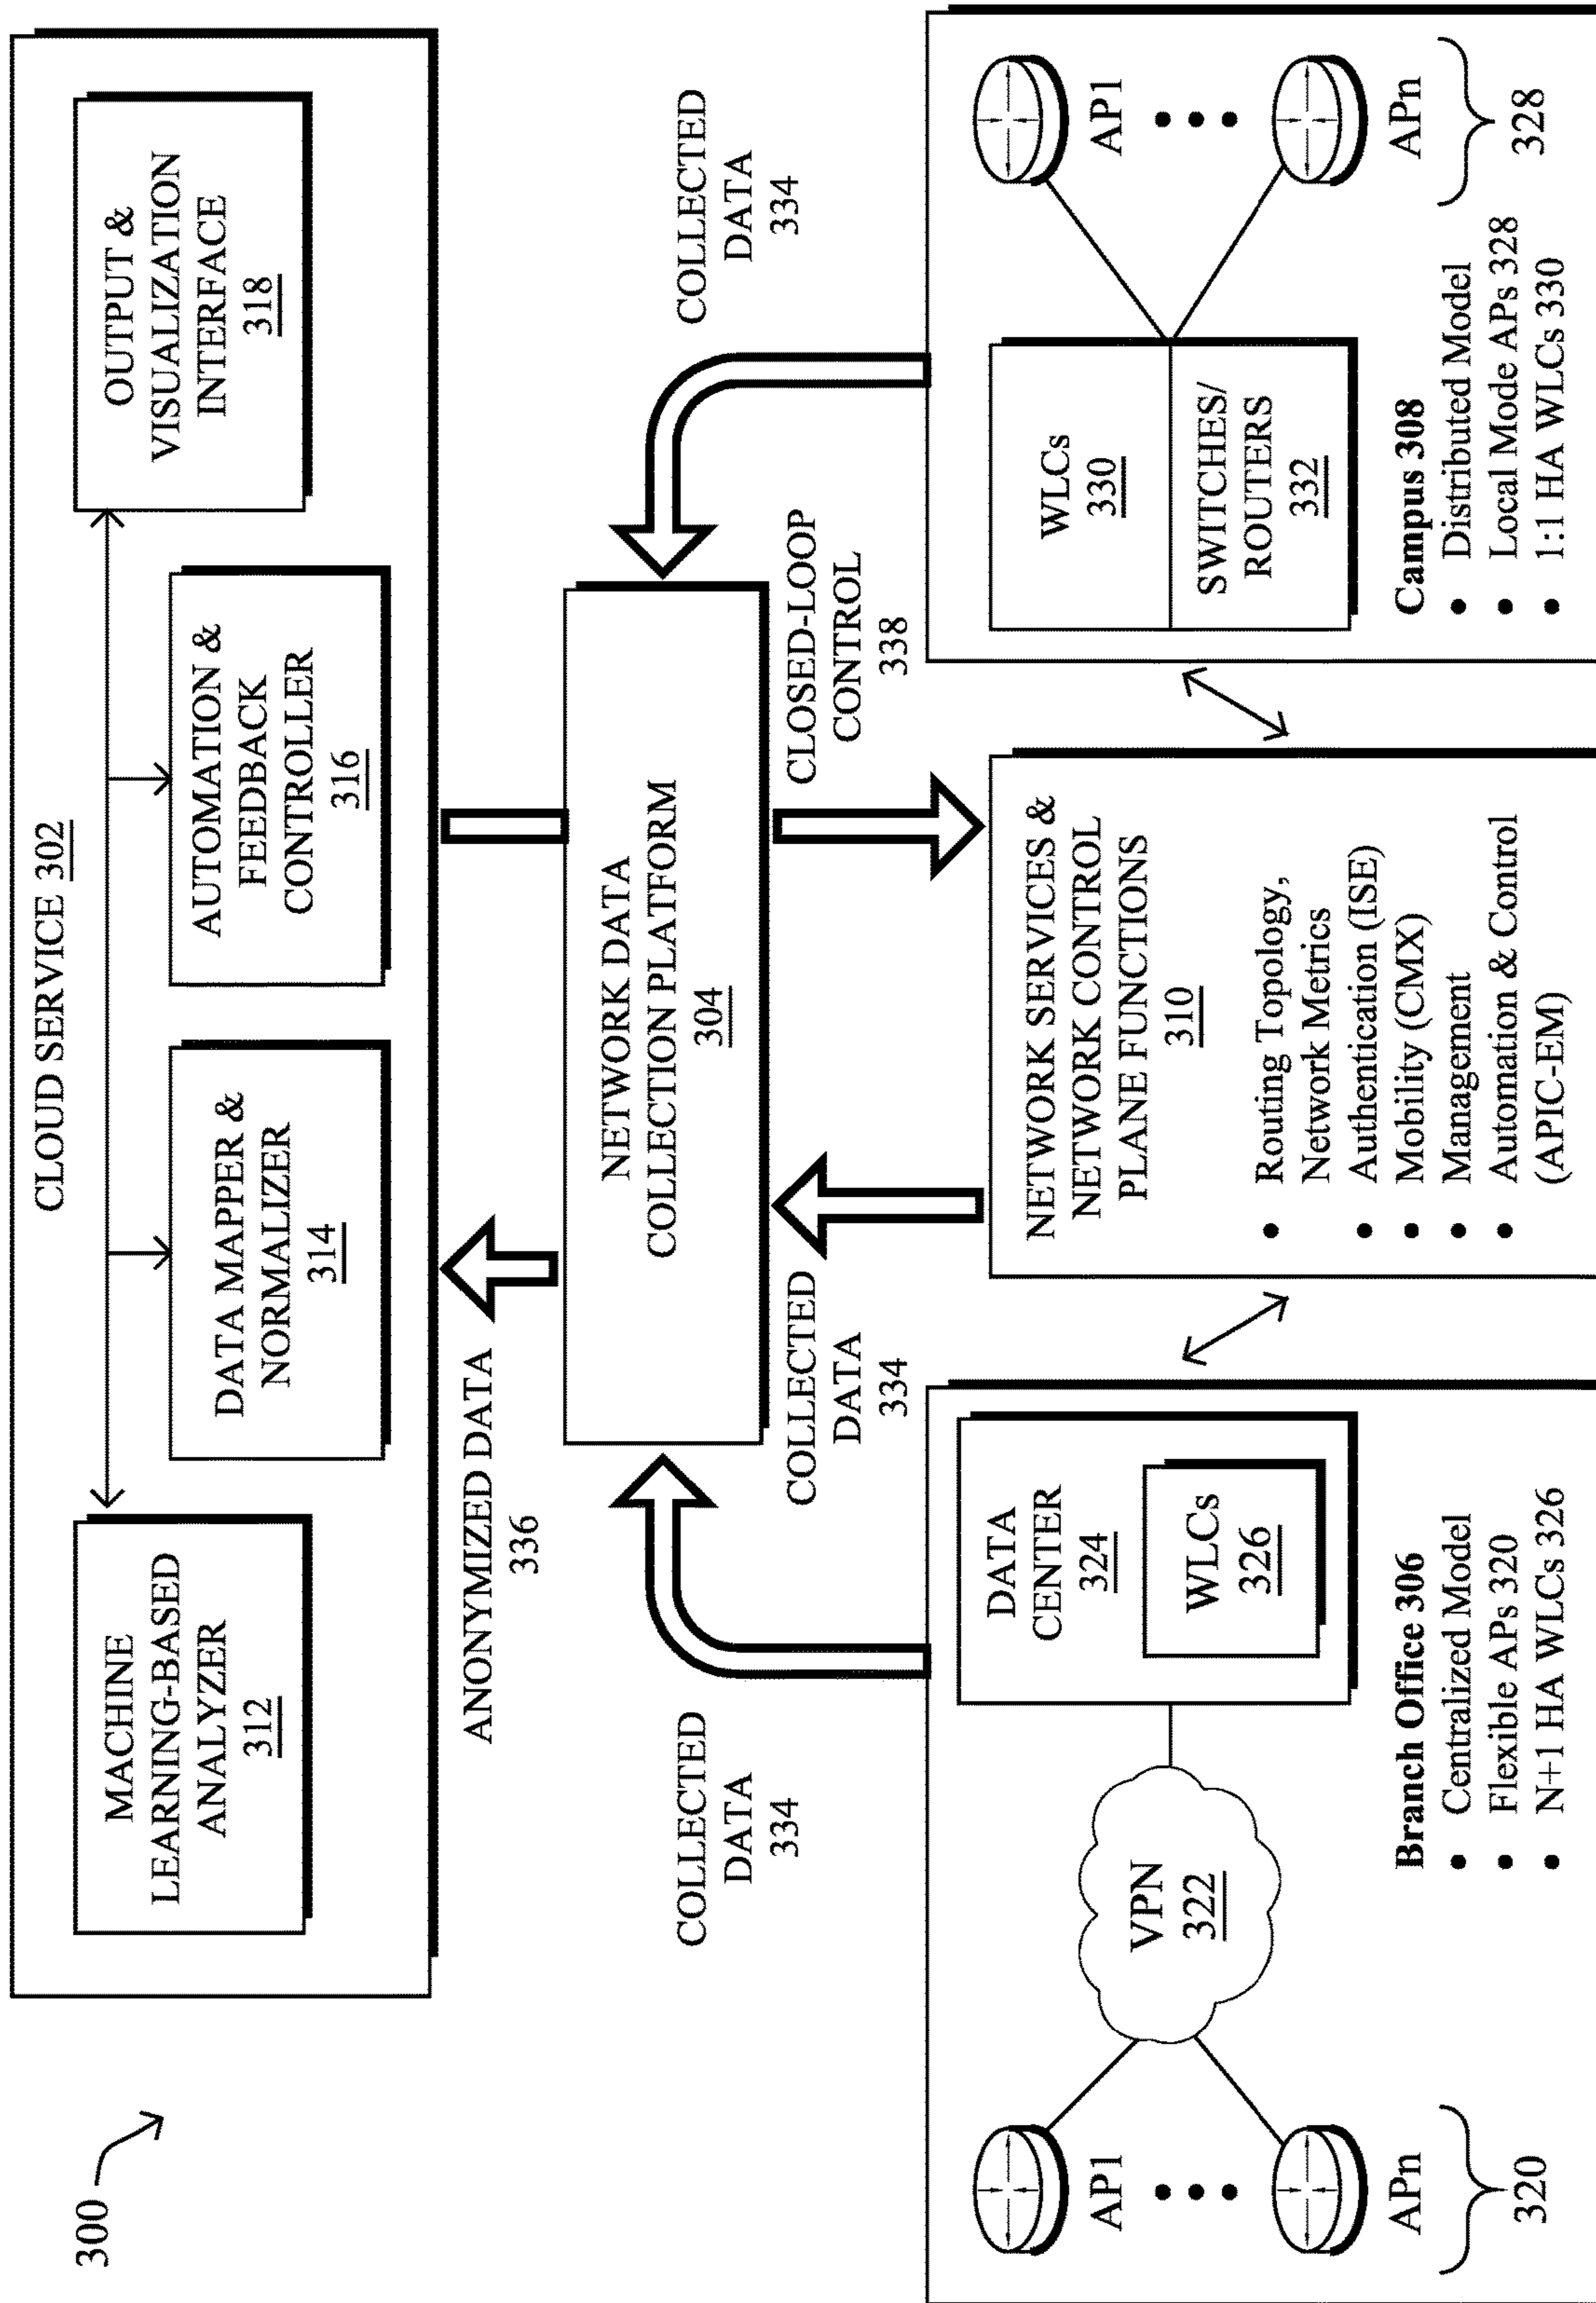 300
CLOUD SERVICE 302
MACHINE
LEARNING-BASED
ANALYZER
312
DATA MAPPER &
NORMALIZER
314
AUTOMATION &
FEEDBACK
CONTROLLER
316
OUTPUT &
VISUALIZATION
INTERFACE
318
ANONYMIZED DATA
336
COLLECTED
DATA
334
NETWORK DATA
COLLECTION PLATFORM
304
COLLECTED
DATA
334
COLLECTED
DATA
334
CLOSED-LOOP
CONTROL
338
AP1
APn
320
VPN
322
DATA
CENTER
324
WLCs
326
Branch Office 306
• Centralized Model
• Flexible APs 320
• N+1 HA WLCs 326
NETWORK SERVICES &
NETWORK CONTROL
PLANE FUNCTIONS
310
• Routing Topology,
Network Metrics
• Authentication (ISE)
• Mobility (CMX)
• Management
• Automation & Control
(APIC-EM)
WLCs
330
SWITCHES/
ROUTERS
332
AP1
APn
328
Campus 308
• Distributed Model
• Local Mode APs 328
• 1:1 HA WLCs 330